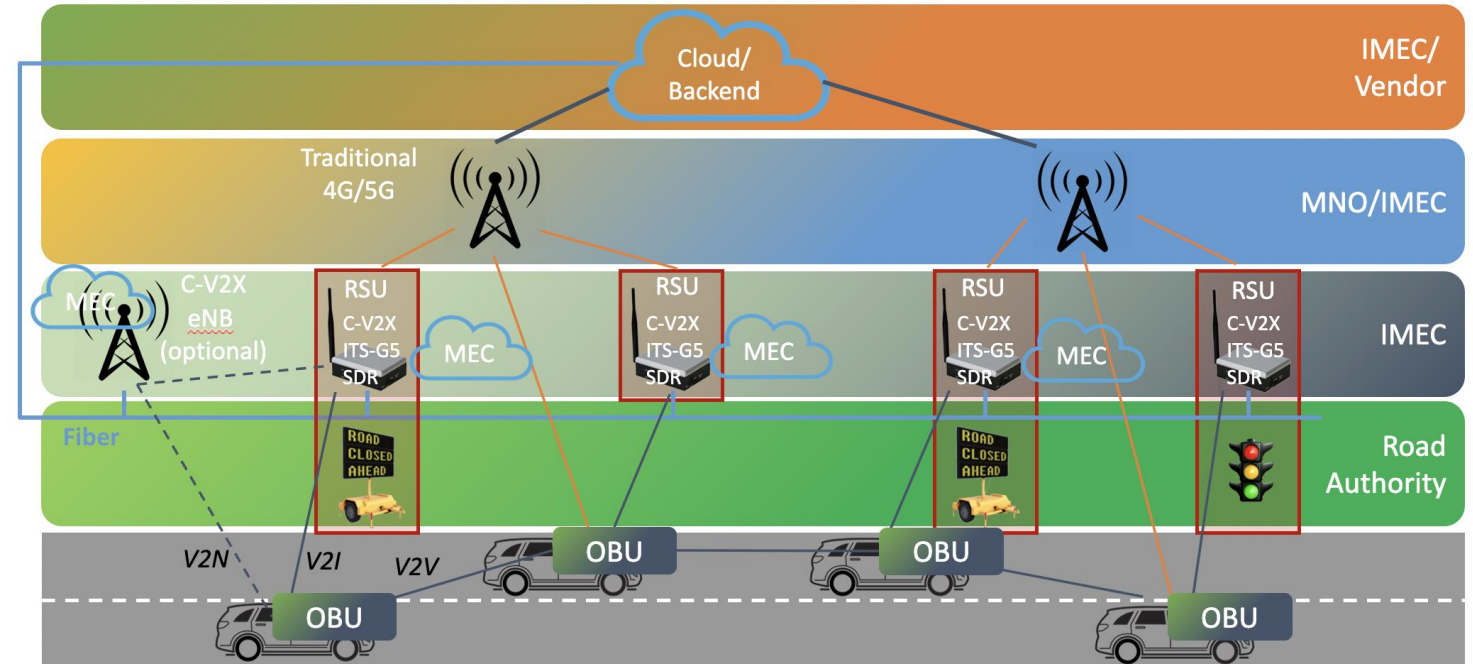 Cloud/
Backend
IMEC/
Vendor
Traditional
4G/5G
MNO/IMEC
MEC
C-V2X
eNB
(optional)
RSU
C-V2X
ITS-G5
SDR
MEC
RSU
C-V2X
ITS-G5
SDR
MEC
RSU
C-V2X
ITS-G5
SDR
MEC
RSU
C-V2X
ITS-G5
SDR
IMEC
Fiber
ROAD
CLOSED
AHEAD
ROAD
CLOSED
AHEAD
Road
Authority
V2N
V2I
V2V
OBU
OBU
OBU
OBU